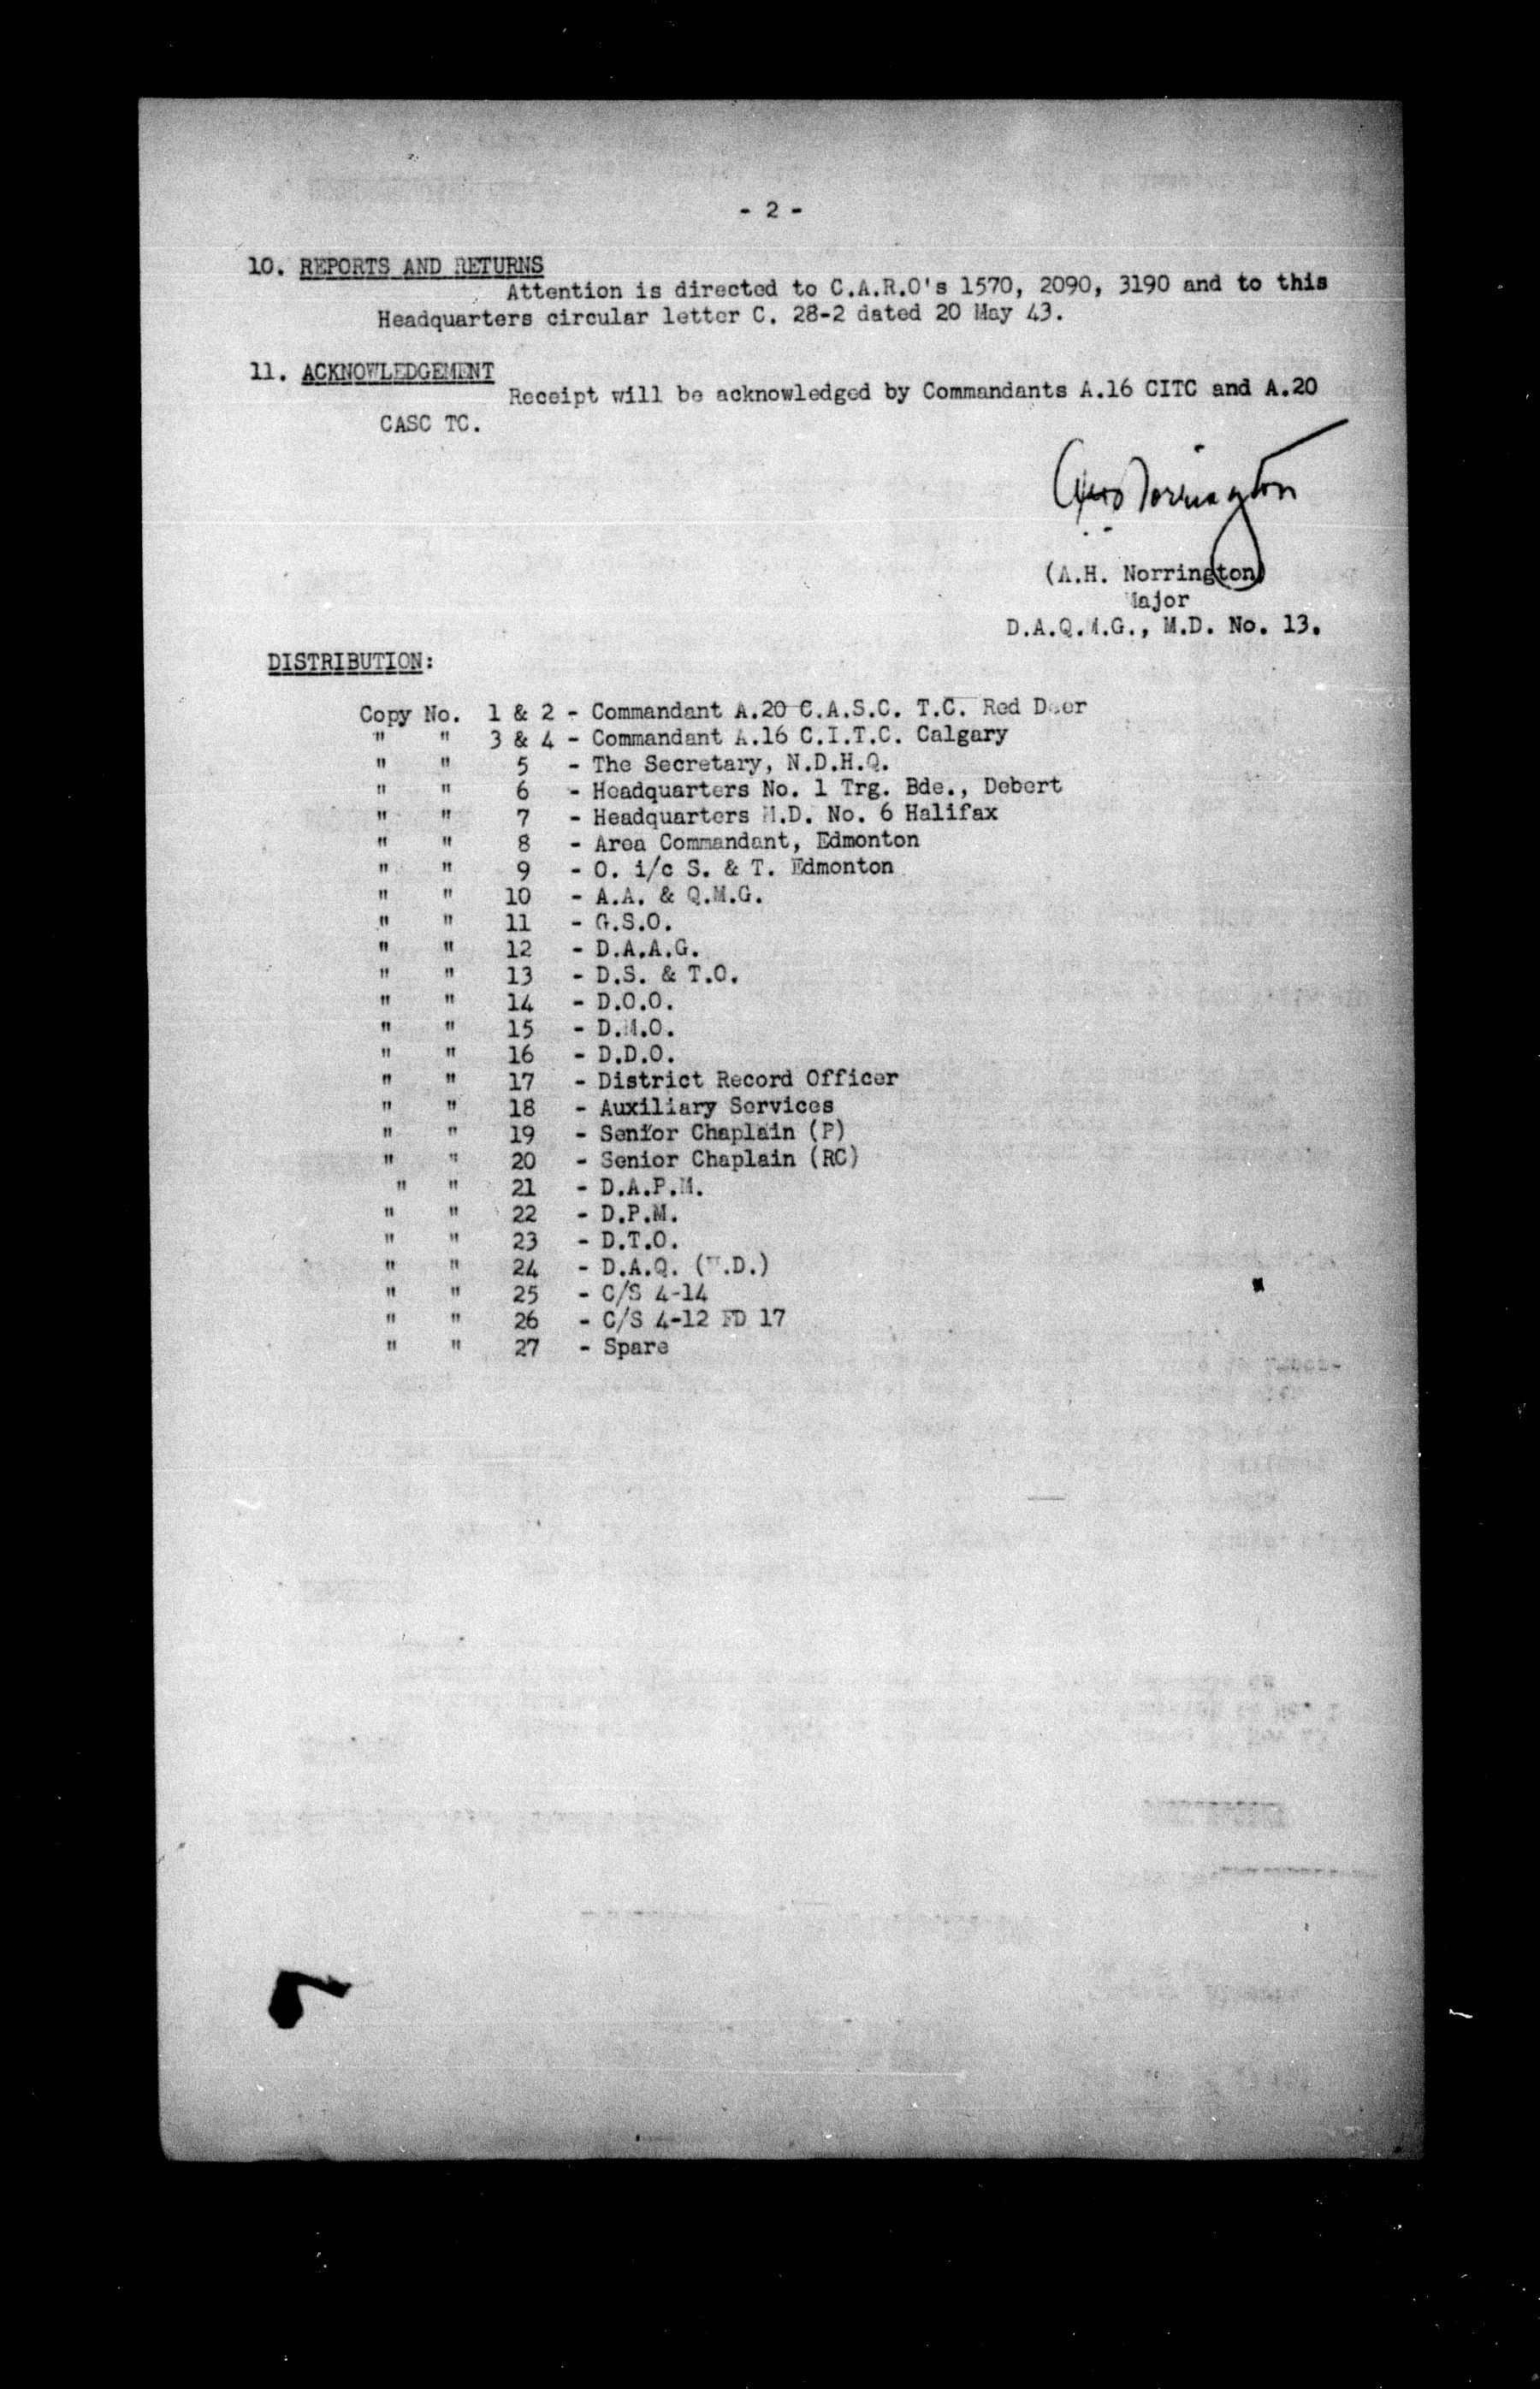 - 2 -
10. REPORTS AND RETURNS
Attention is directed to C.A.R.O's 1570, 2090, 3190 and to this
Headquarters circular letter C. 28-2 dated 20 May 43.
11. ACKNOWLEDGEMENT
Receipt will be acknowledged by Commandants A.16 CITC and A.20
CASC TC.
(A.H. Norrington)
Major
D.A.Q.M.G., M.D. No. 13.
DISTRIBUTION:
Copy No. 1 & 2 - Commandant A.20 C.A.S.C. T.C. Red Deer
" " 3 & 4 - Commandant A.16 C.I.T.C. Calgary
" " 5 - The Secretary, N.D.H.Q.
" " 6 - Headquarters No. 1 Trg. Bde., Debert
" " 7 - Headquarters M.D. No. 6 Halifax
" " 8 - Area Commandant, Edmonton
" " 9 - O. i/c S. & T. Edmonton
" " 10 - A.A. & Q.M.G.
" " 11 - G.S.O.
" " 12 - D.A.A.G.
" " 13 - D.S. & T.O.
" " 14 - D.O.O.
" " 15 - D.M.O.
" " 16 - D.D.O.
" " 17 - District Record Officer
" " 18 - Auxiliary Services
" " 19 - Senior Chaplain (P)
" " 20 - Senior Chaplain (RC)
" " 21 - D.A.P.M.
" " 22 - D.P.M.
" " 23 - D.T.O.
" " 24 - D.A.Q.
" " 25 - C/S 4-14
" " 26 - C/S 4-12 FD 17
" " 27 - Spare